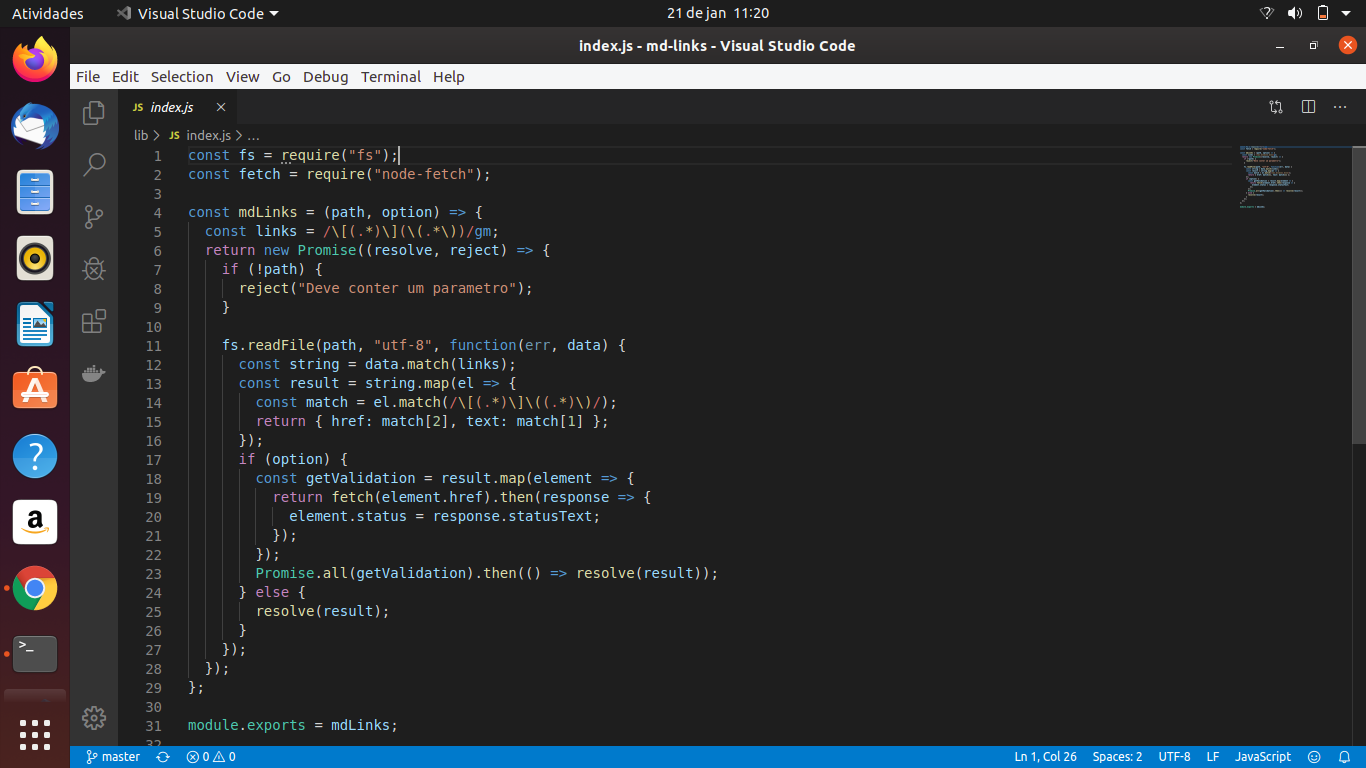 Atividades
Visual Studio Code
21 de jan 11:20
index.js - md-links - Visual Studio Code
File Edit Selection View Go Debug Terminal Help
JS index.js
lib > JS index.js > ...
1 const fs = require("fs");
2 const fetch = require("node-fetch");
3
4 const mdLinks = (path, option) => {
5   const links = /\[(.*)\](\(.*\))/gm;
6   return new Promise((resolve, reject) => {
7     if (!path) {
8       reject("Deve conter um parametro");
9     }
10
11     fs.readFile(path, "utf-8", function(err, data) {
12       const string = data.match(links);
13       const result = string.map(el => {
14         const match = el.match(/\[(.*)\]\((.*)\)/);
15         return { href: match[2], text: match[1] };
16       });
17       if (option) {
18         const getValidation = result.map(element => {
19           return fetch(element.href).then(response => {
20             element.status = response.statusText;
21           });
22         });
23         Promise.all(getValidation).then(() => resolve(result));
24       } else {
25         resolve(result);
26       }
27     });
28   });
29 };
30
31 module.exports = mdLinks;
32
master 0 0 Ln 1, Col 26 Spaces: 2 UTF-8 LF JavaScript